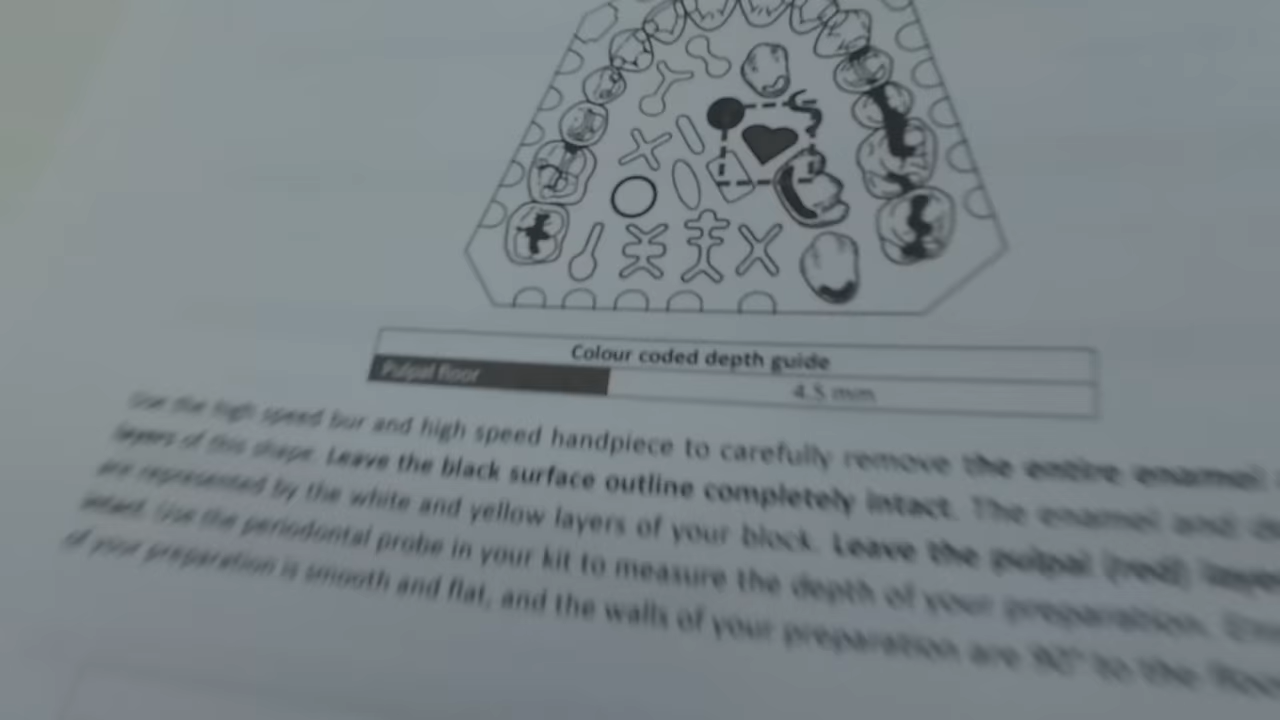 Colour coded depth guide
Pulpal floor 4.5 mm
Use the high speed bur and high speed handpiece to carefully remove the entire enamel
layers of this shape. Leave the black surface outline completely intact. The enamel and
are represented by the white and yellow layers of your block. Leave the pulpal (red) layer
intact. Use the periodontal probe in your kit to measure the depth of your preparation.
of your preparation is smooth and flat, and the walls of your preparation are 90° to the floor